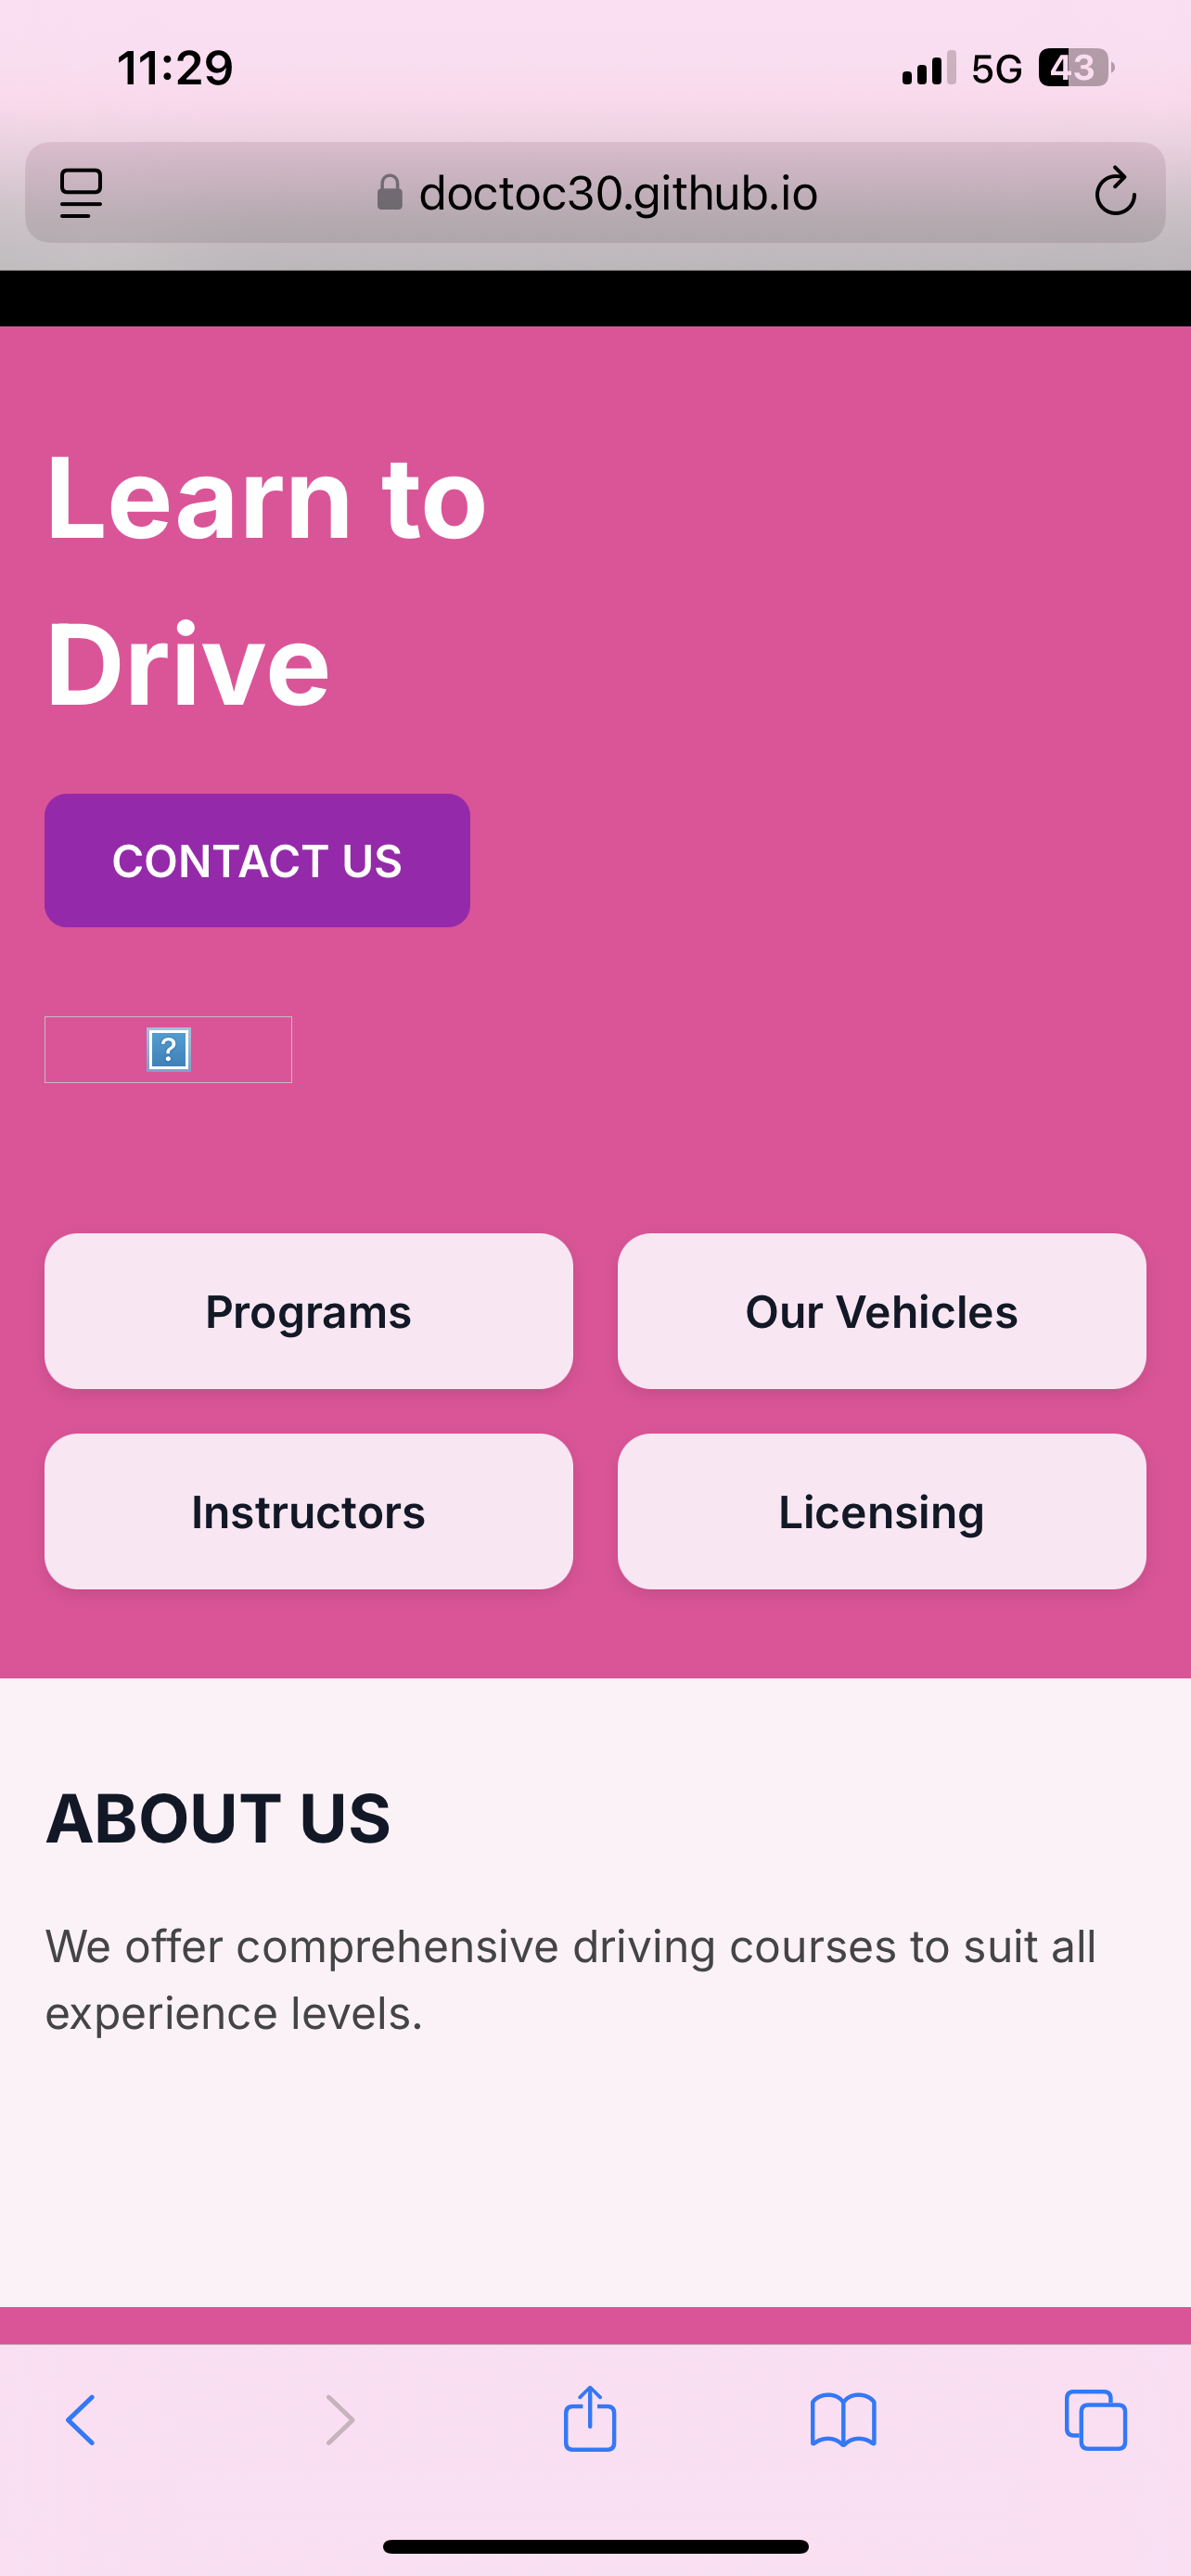 11:29
5G
43
doctoc30.github.io
Learn to
Drive
CONTACT US
?
Programs
Our Vehicles
Instructors
Licensing
ABOUT US
We offer comprehensive driving courses to suit all
experience levels.